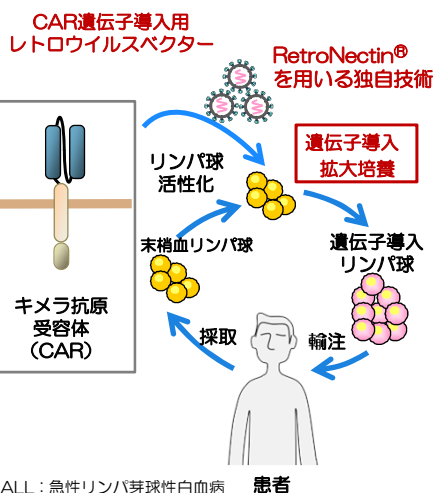 CAR遺伝子導入用
レトロウイルスベクター
RetroNectin®
を用いる独自技術
リンパ球
活性化
遺伝子導入
拡大培養
末梢血リンパ球
遺伝子導入
リンパ球
キメラ抗原
受容体
（CAR）
採取
輸注
ALL：急性リンパ芽球性白血病
患者